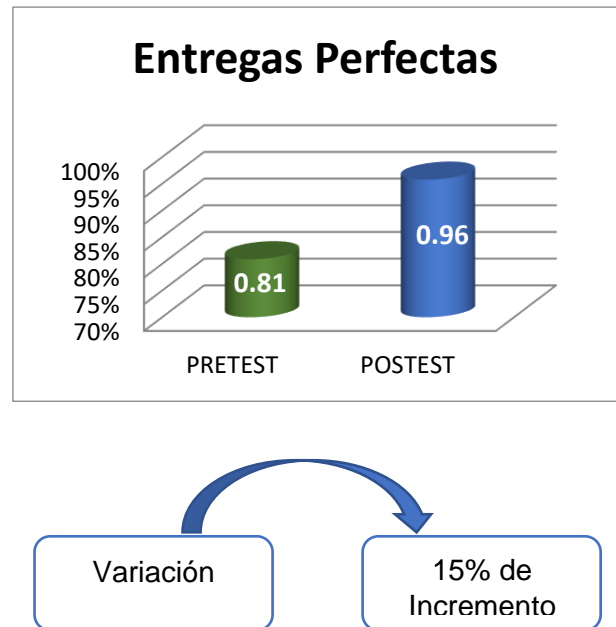 Entregas Perfectas
100%
95%
90%
85%
80%
75%
70%
0.81
0.96
PRETEST
POSTEST
Variación
15% de
Incremento